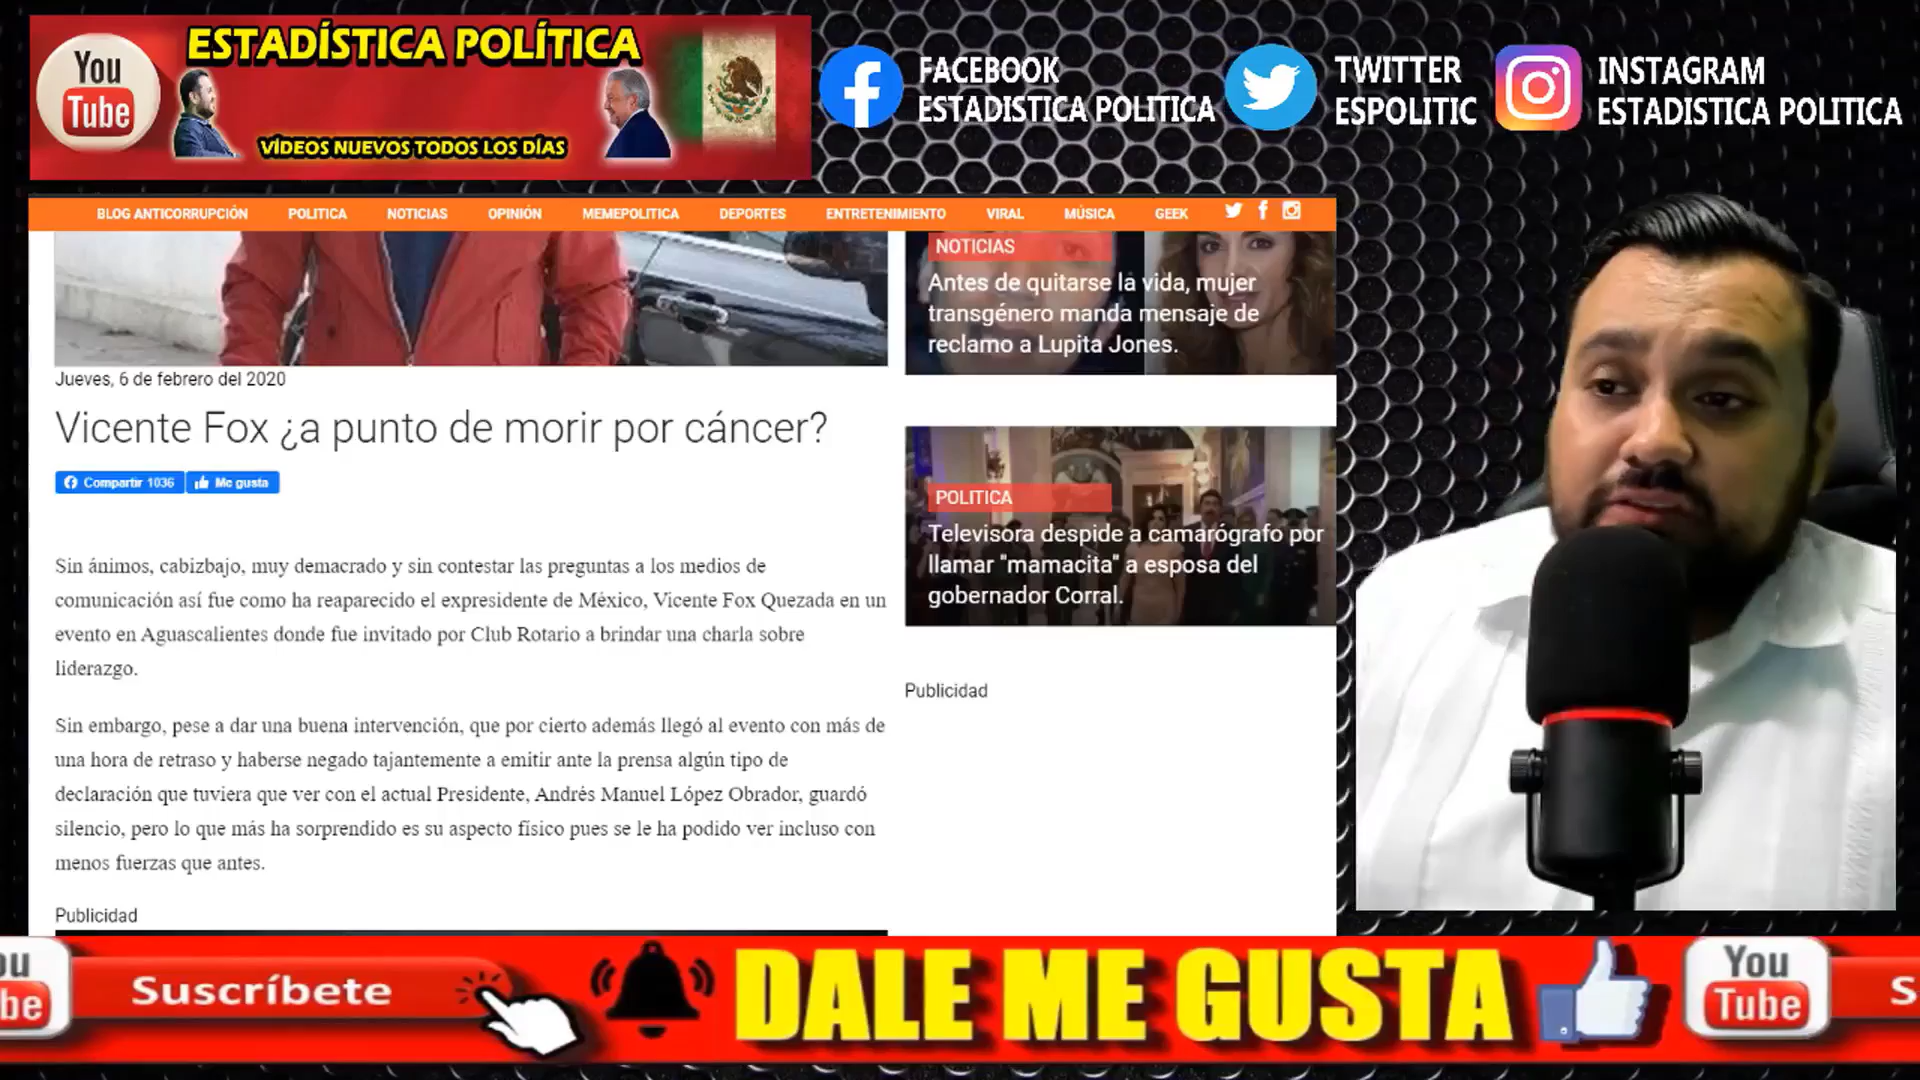 You
Tube
ESTADÍSTICA POLÍTICA
VÍDEOS NUEVOS TODOS LOS DÍAS
FACEBOOK
ESTADISTICA POLITICA
TWITTER
ESPOLITIC
INSTAGRAM
ESTADISTICA POLITICA
BLOG ANTICORRUPCIÓN POLITICA NOTICIAS OPINIÓN MEMEPOLITICA DEPORTES ENTRETENIMIENTO VIRAL MÚSICA GEEK
Jueves, 6 de febrero del 2020
Vicente Fox ¿a punto de morir por cáncer?
Compartir 1036 Me gusta
Sin ánimos, cabizbajo, muy demacrado y sin contestar las preguntas a los medios de
comunicación así fue como ha reaparecido el expresidente de México, Vicente Fox Quezada en un
evento en Aguascalientes donde fue invitado por Club Rotario a brindar una charla sobre
liderazgo.
Sin embargo, pese a dar una buena intervención, que por cierto además llegó al evento con más de
una hora de retraso y haberse negado tajantemente a emitir ante la prensa algún tipo de
declaración que tuviera que ver con el actual Presidente, Andrés Manuel López Obrador, guardó
silencio, pero lo que más ha sorprendido es su aspecto físico pues se le ha podido ver incluso con
menos fuerzas que antes.
Publicidad
NOTICIAS
Antes de quitarse la vida, mujer
transgénero manda mensaje de
reclamo a Lupita Jones.
POLITICA
Televisora despide a camarógrafo por
llamar "mamacita" a esposa del
gobernador Corral.
Publicidad
ou
be
Suscríbete
DALE ME GUSTA
You
Tube
S